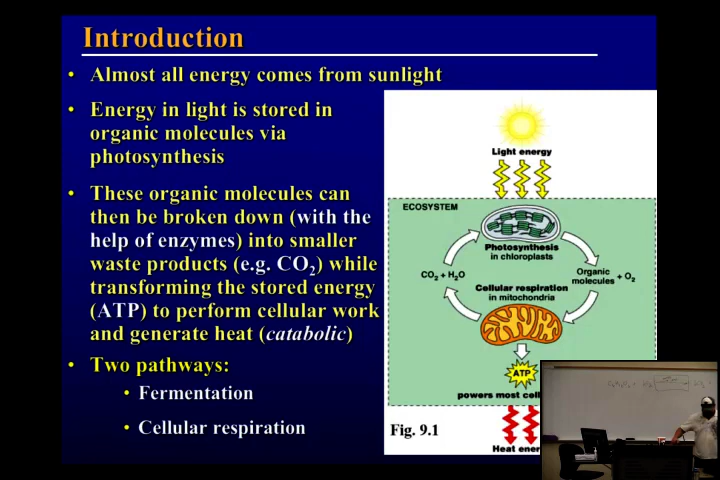 Introduction
• Almost all energy comes from sunlight
• Energy in light is stored in
organic molecules via
photosynthesis
• These organic molecules can
then be broken down (with the
help of enzymes) into smaller
waste products (e.g. CO₂) while
transforming the stored energy
(ATP) to perform cellular work
and generate heat (catabolic)
• Two pathways:
• Fermentation
• Cellular respiration
Light energy
ECOSYSTEM
Photosynthesis
in chloroplasts
CO₂ + H₂O
Organic
molecules
+ O₂
Cellular respiration
in mitochondria
ATP
powers most
Fig. 9.1
Heat